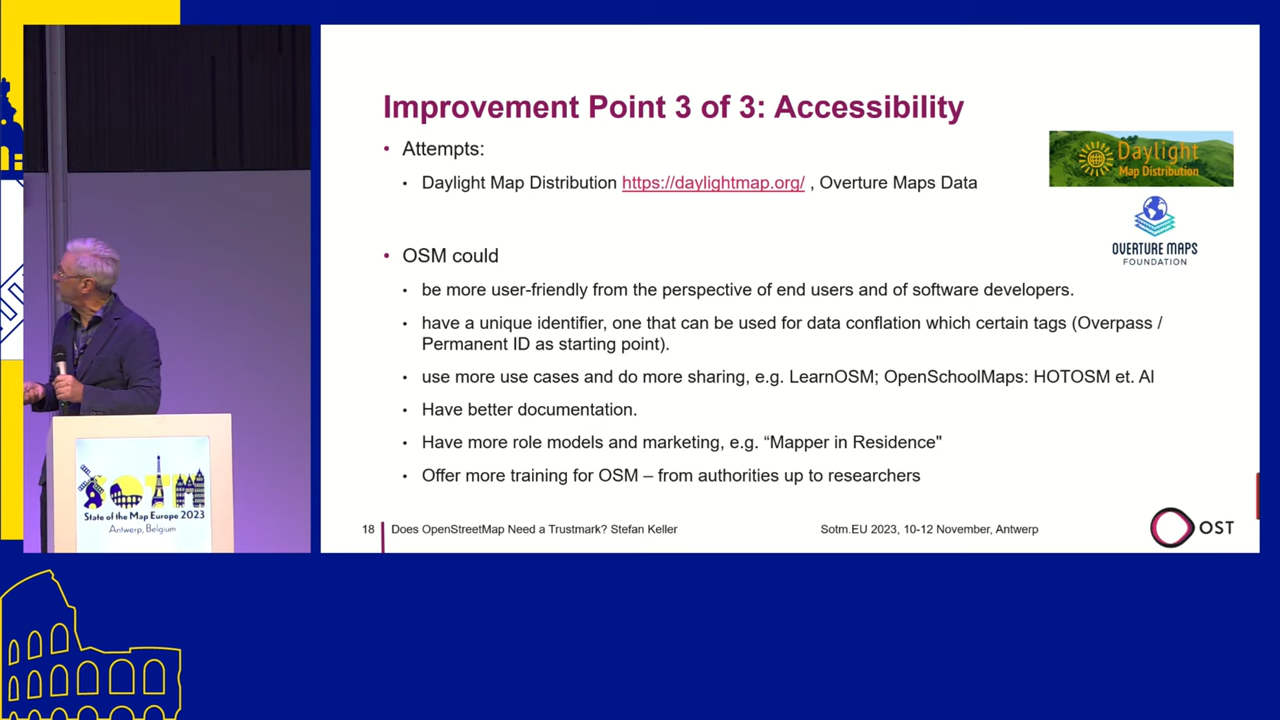 Improvement Point 3 of 3: Accessibility
• Attempts:
• Daylight Map Distribution https://daylightmap.org/ , Overture Maps Data
Daylight
Map Distribution
OVERTURE MAPS
FOUNDATION
• OSM could
• be more user-friendly from the perspective of end users and of software developers.
• have a unique identifier, one that can be used for data conflation which certain tags (Overpass /
Permanent ID as starting point).
• use more use cases and do more sharing, e.g. LearnOSM; OpenSchoolMaps: HOTOSM et. Al
• Have better documentation.
• Have more role models and marketing, e.g. “Mapper in Residence"
• Offer more training for OSM – from authorities up to researchers
18 Does OpenStreetMap Need a Trustmark? Stefan Keller
Sotm.EU 2023, 10-12 November, Antwerp
OST
SOTM
State of the Map Europe 2023
Antwerp, Belgium